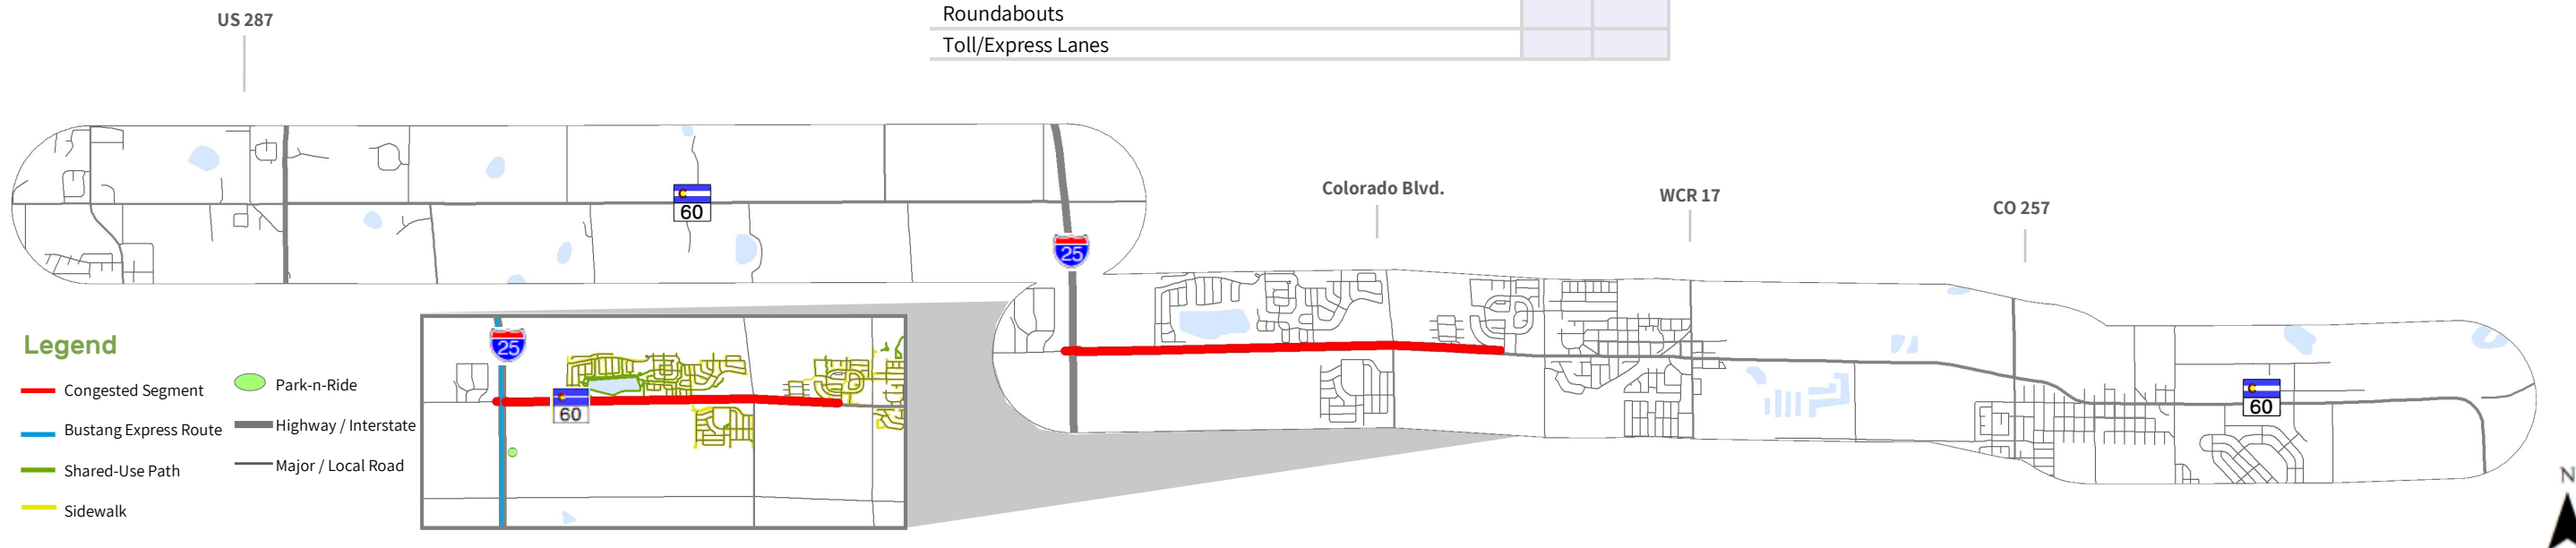 Roundabouts
Toll/Express Lanes
US 287
60
25
Colorado Blvd.
WCR 17
CO 257
60
Legend
Congested Segment
Bustang Express Route
Shared-Use Path
Sidewalk
Park-n-Ride
Highway / Interstate
Major / Local Road
25
60
N